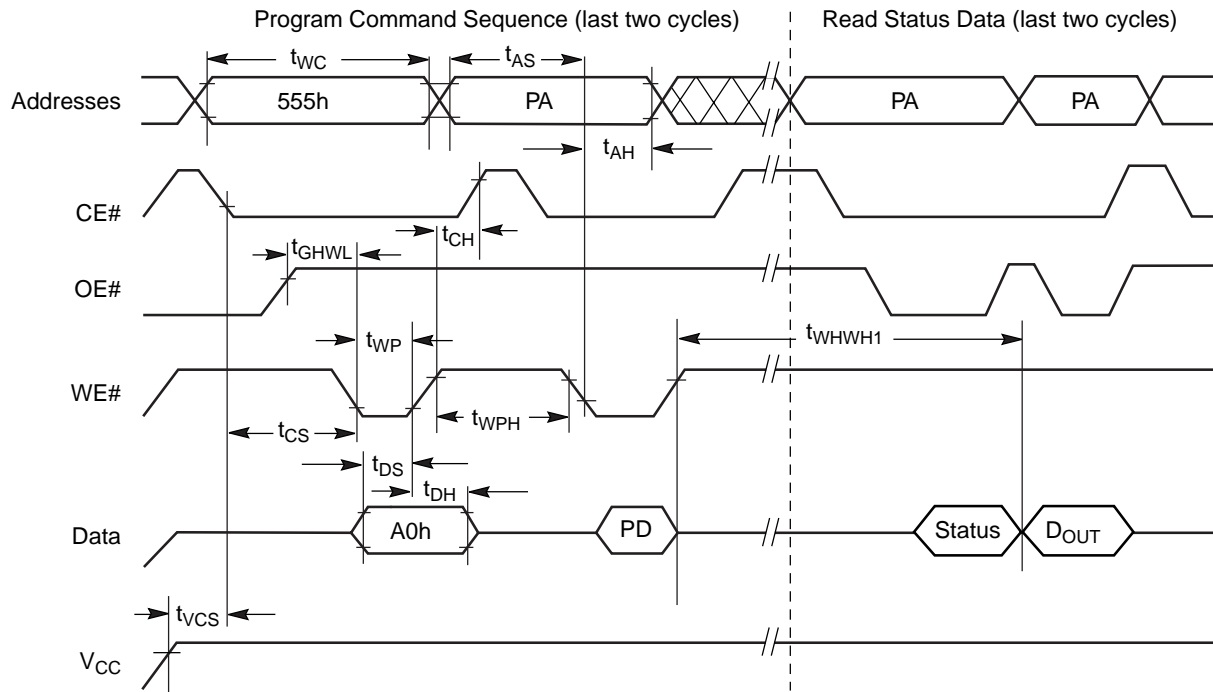 Program Command Sequence (last two cycles)
Read Status Data (last two cycles)
tWC
tAS
Addresses
555h
PA
PA
PA
tAH
CE#
tCH
tGHWL
OE#
tWP
tWHWH1
WE#
tWPH
tCS
tDS
tDH
Data
A0h
PD
Status
DOUT
tVCS
VCC